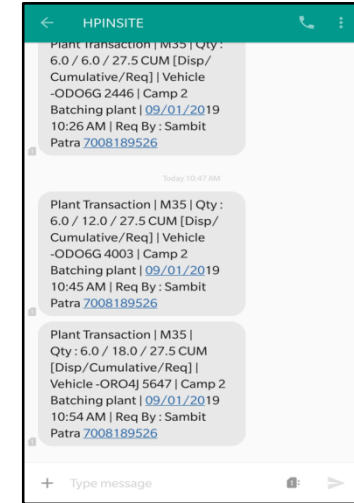 HPINSITE
Plant Transaction | M35 | Qty :
6.0 / 6.0 / 27.5 CUM [Disp/
Cumulative/Req] | Vehicle
-ODO6G 2446 | Camp 2
Batching plant | 09/01/2019
10:26 AM | Req By : Sambit
Patra 7008189526
Today 10:47 AM
Plant Transaction | M35 | Qty :
6.0 / 12.0 / 27.5 CUM [Disp/
Cumulative/Req] | Vehicle
-ODO6G 4003 | Camp 2
Batching plant | 09/01/2019
10:45 AM | Req By : Sambit
Patra 7008189526
Plant Transaction | M35 |
Qty : 6.0 / 18.0 / 27.5 CUM
[Disp/Cumulative/Req] |
Vehicle -ORO4J 5647 | Camp 2
Batching plant | 09/01/2019
10:54 AM | Req By : Sambit
Patra 7008189526
Type message